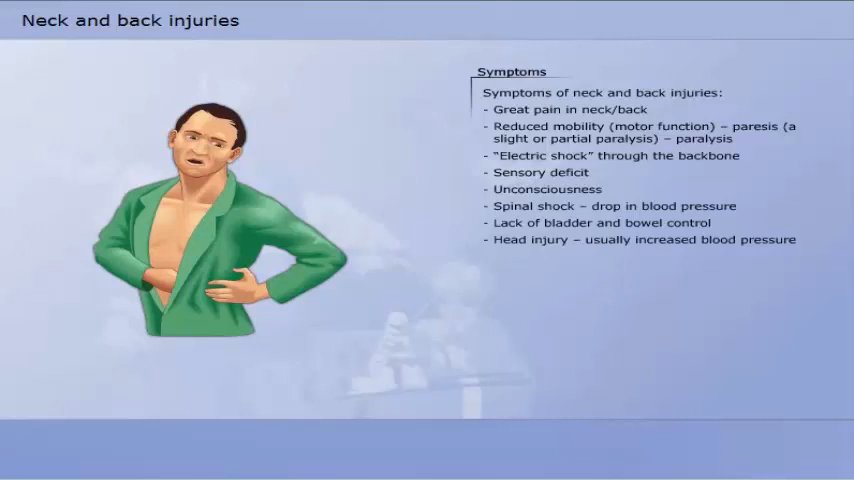 Neck and back injuries
Symptoms
Symptoms of neck and back injuries:
- Great pain in neck/back
- Reduced mobility (motor function) – paresis (a
slight or partial paralysis) – paralysis
- “Electric shock” through the backbone
- Sensory deficit
- Unconsciousness
- Spinal shock – drop in blood pressure
- Lack of bladder and bowel control
- Head injury – usually increased blood pressure